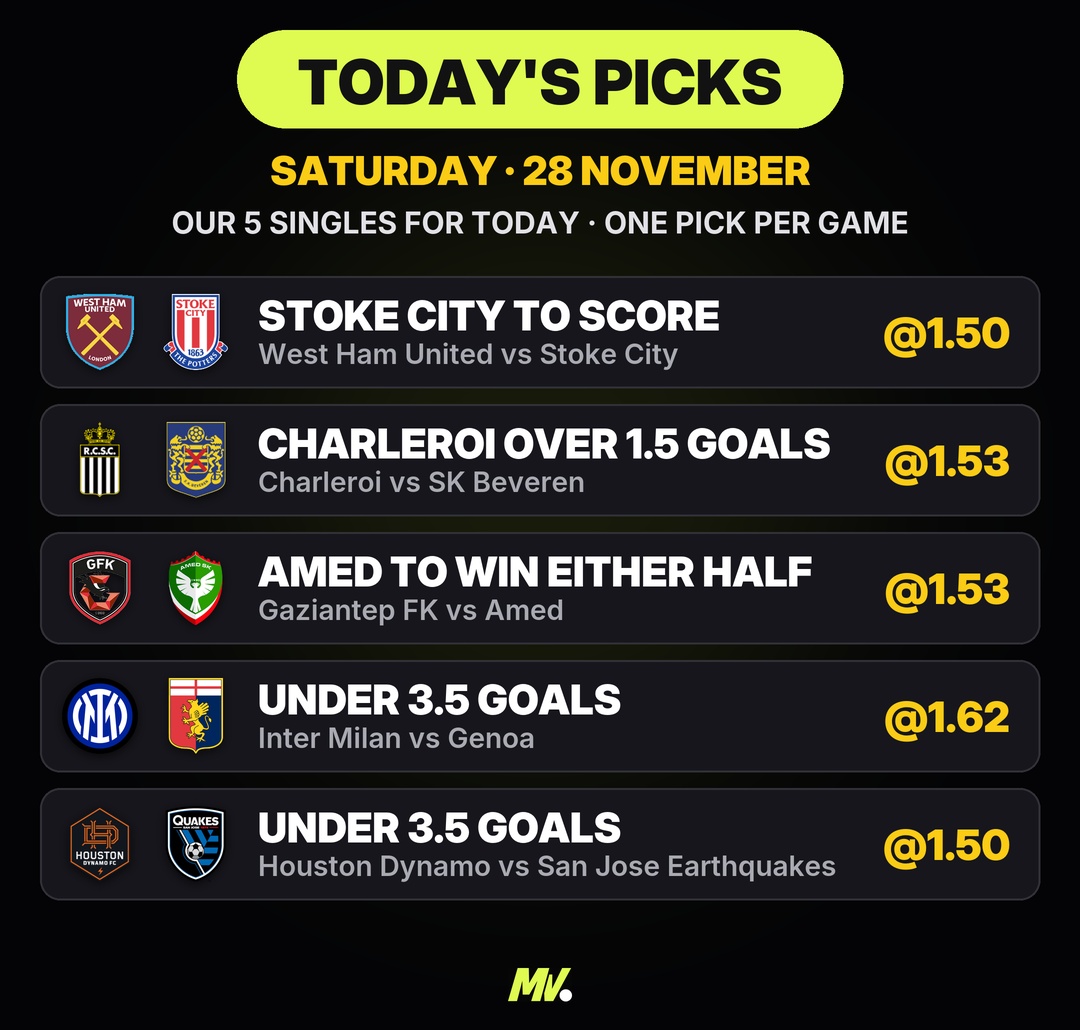 TODAY'S PICKS
SATURDAY · 28 NOVEMBER
OUR 5 SINGLES FOR TODAY · ONE PICK PER GAME
WEST HAM
UNITED
LONDON
STOKE
CITY
1863
THE POTTERS
STOKE CITY TO SCORE
West Ham United vs Stoke City
@1.50
R.C.S.C.
CHARLEROI OVER 1.5 GOALS
Charleroi vs SK Beveren
@1.53
GFK
AMED SK
AMED TO WIN EITHER HALF
Gaziantep FK vs Amed
@1.53
UNDER 3.5 GOALS
Inter Milan vs Genoa
@1.62
HOUSTON
DYNAMO FC
QUAKES
UNDER 3.5 GOALS
Houston Dynamo vs San Jose Earthquakes
@1.50
MV.